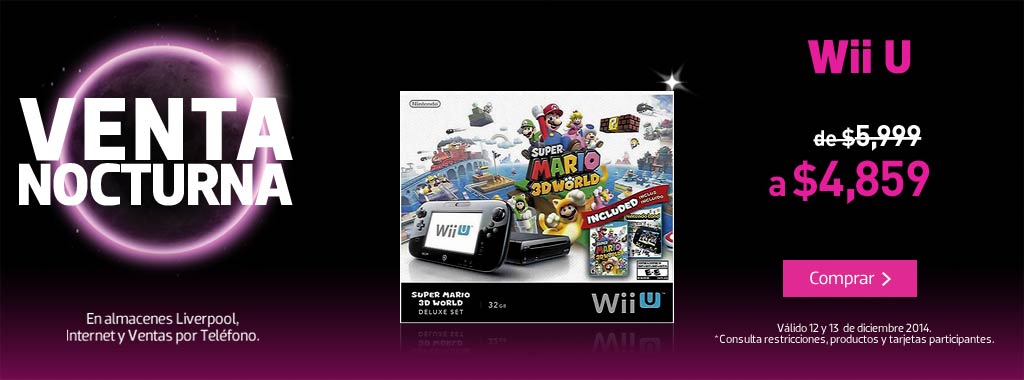 VENTA
NOCTURNA
En almacenes Liverpool,
Internet y Ventas por Teléfono.
Nintendo
SUPER
MARIO
3D WORLD
INCLUDED
Wii U
SUPER MARIO
3D WORLD
DELUXE SET
32GB
Wii U
Wii U
de $5,999
a $4,859
Comprar >
Válido 12 y 13 de diciembre 2014.
*Consulta restricciones, productos y tarjetas participantes.